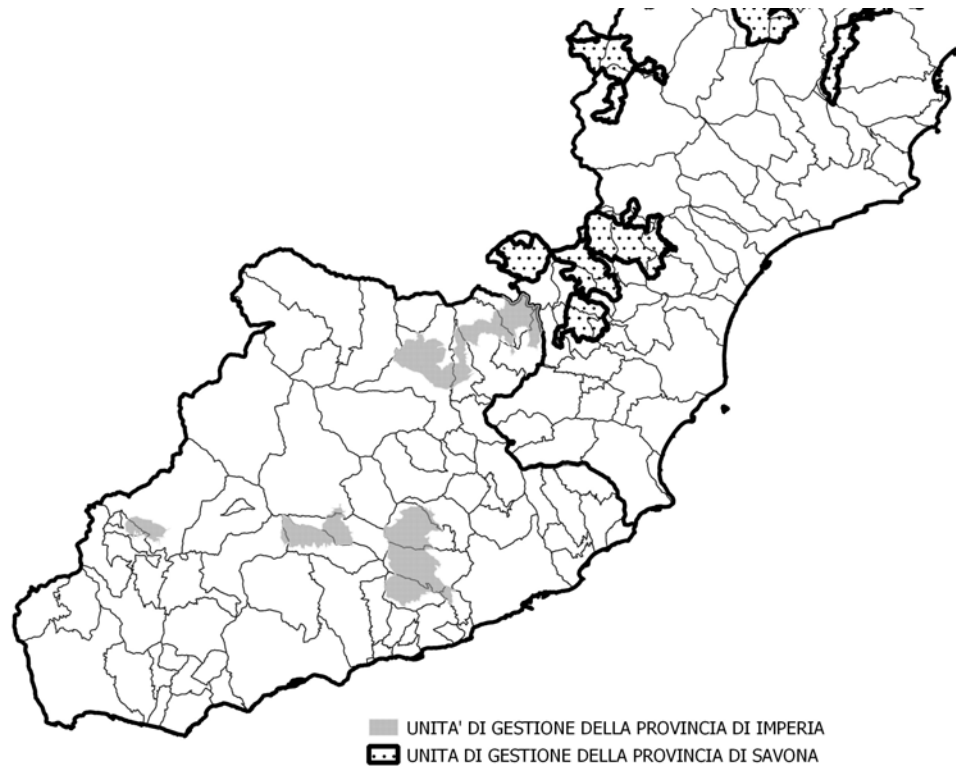 UNITA' DI GESTIONE DELLA PROVINCIA DI IMPERIA
UNITA DI GESTIONE DELLA PROVINCIA DI SAVONA